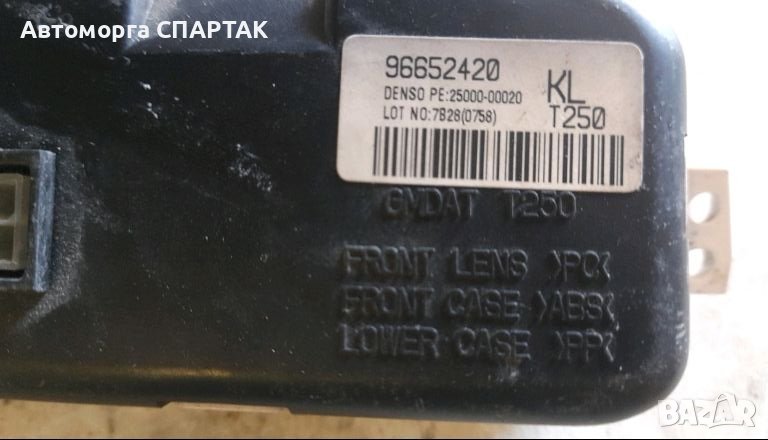 Автоморга СПАРТАК
96652420
DENSO PE:25000-00020
LOT NO:7B28(0758)
KL
T250
GMDAT T250
FRONT LENS >PC<
FRONT CASE >ABS<
LOWER CASE >PP<
BAZAR